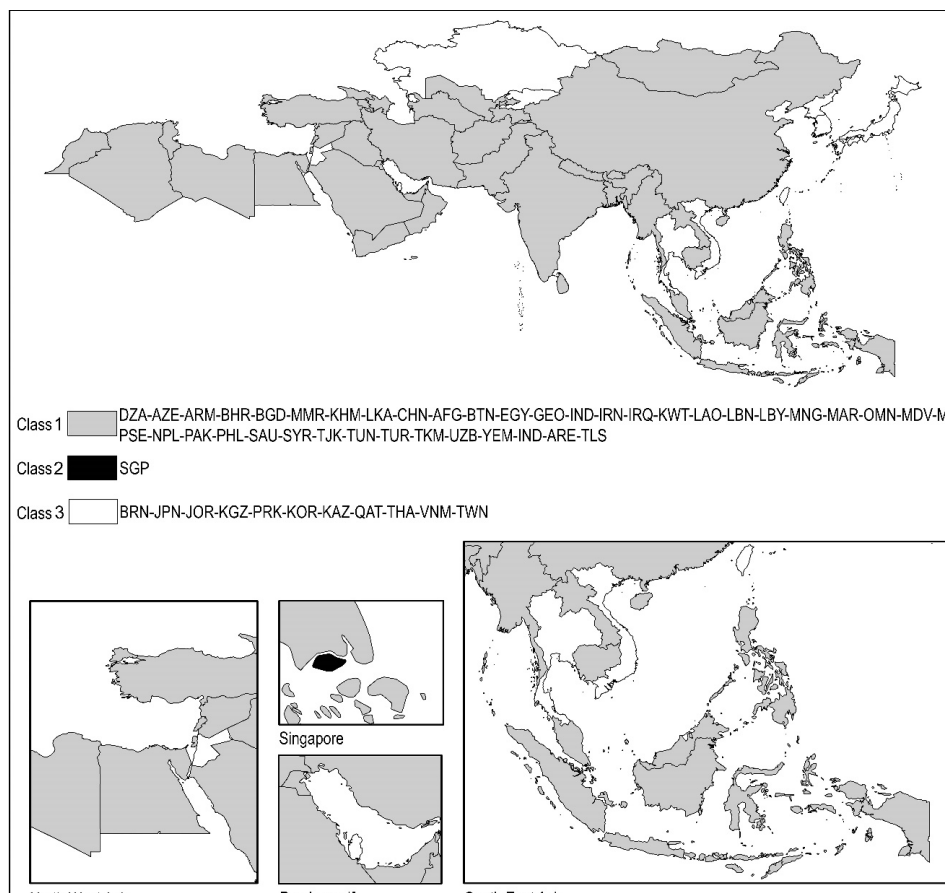 Class 1 DZA-AZE-ARM-BHR-BGD-MMR-KHM-LKA-CHN-AFG-BTN-EGY-GEO-IND-IRN-IRQ-KWT-LAO-LBN-LBY-MNG-MAR-OMN-MDV-M
PSE-NPL-PAK-PHL-SAU-SYR-TJK-TUN-TUR-TKM-UZB-YEM-IND-ARE-TLS
Class 2 SGP
Class 3 BRN-JPN-JOR-KGZ-PRK-KOR-KAZ-QAT-THA-VNM-TWN
Singapore